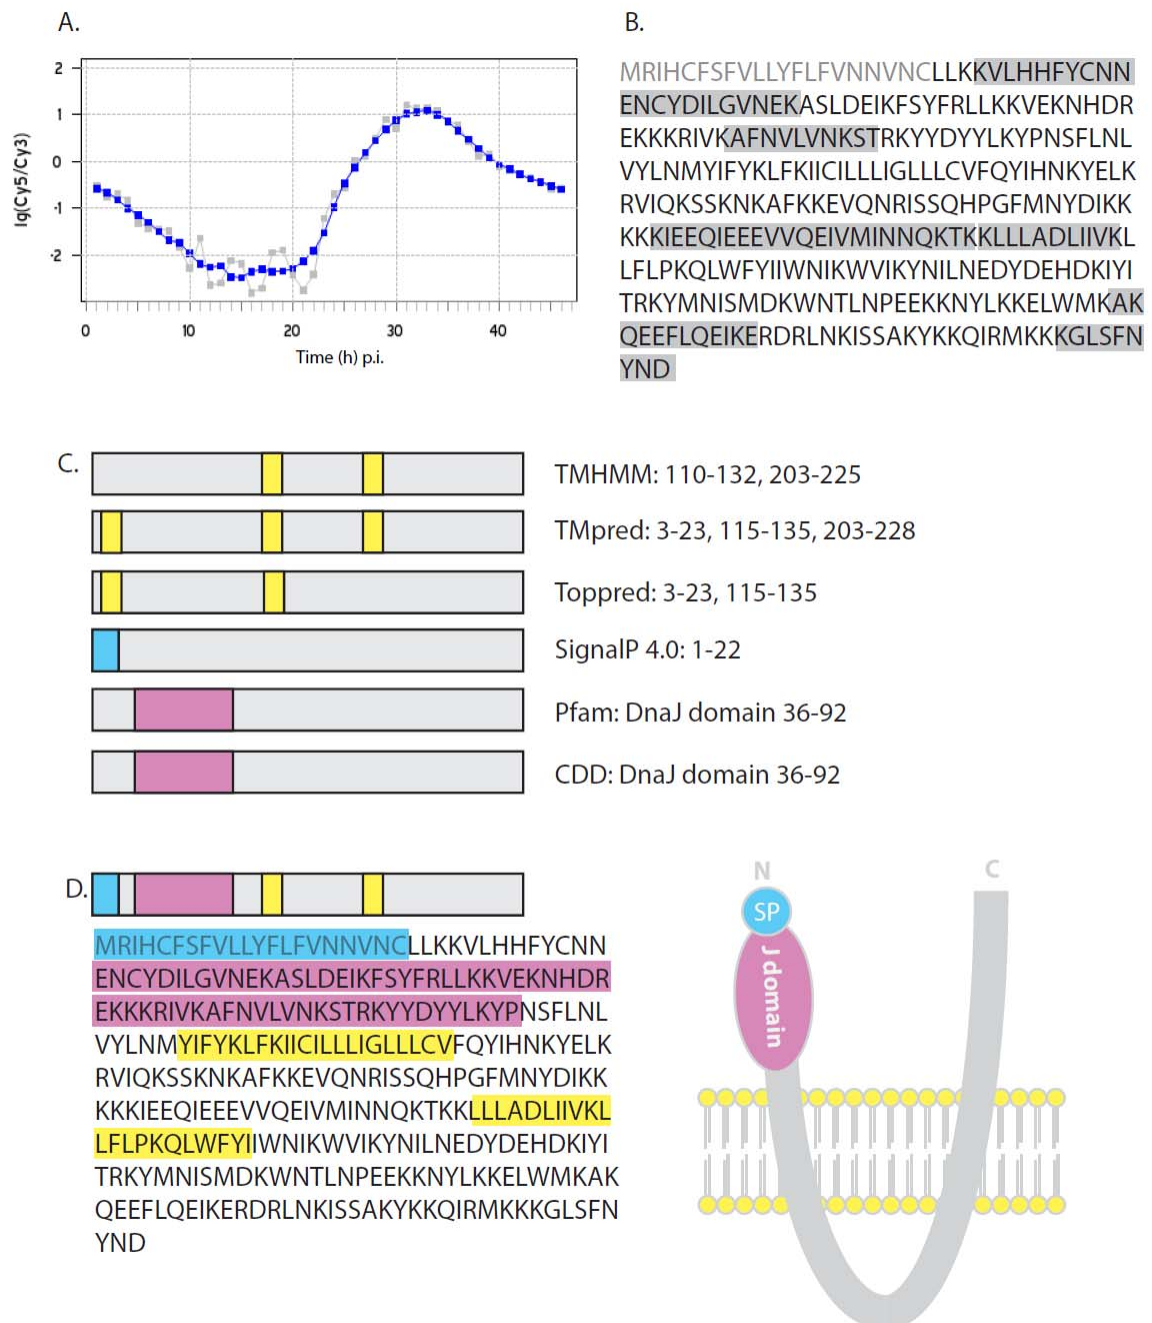 A.
B.
2
1
0
-1
-2
lg(Cy5/Cy3)
0
10
20
30
40
Time (h) p.i.
MRIHCFSFVLLYFLFVNNVNCLLKKVLHHFYCNN
ENCYDILGVNEKASLDEIKFSYFRLLKKVEKNHDR
EKKKRIVKAFNVLVNKSTRKYYDYYLKYPNSFLNL
VYLNMYIFYKLFKIICILLLIGLLLCVFQYIHNKYELK
RVIQKSSKNKAFKKEVQNRISSQHPGFMNYDIKK
KKKIEEQIEEEVVQEIVMINNQKTKKLLLADLIIVKL
LFLPKQLWFYIIWNIKWVIKYNILNEDYDEHDKIYI
TRKYMNISMDKWNTLNPEEKKNYLKKELWMKAK
QEEFLQEIKERDRLNKISSAKYKKQIRMKKKGLSFN
YND
C.
TMHMM: 110-132, 203-225
TMpred: 3-23, 115-135, 203-228
Toppred: 3-23, 115-135
SignalP 4.0: 1-22
Pfam: DnaJ domain 36-92
CDD: DnaJ domain 36-92
D.
MRIHCFSFVLLYFLFVNNVNCLLKKVLHHFYCNN
ENCYDILGVNEKASLDEIKFSYFRLLKKVEKNHDR
EKKKRIVKAFNVLVNKSTRKYYDYYLKYPNSFLNL
VYLNMYIFYKLFKIICILLLIGLLLCVFQYIHNKYELK
RVIQKSSKNKAFKKEVQNRISSQHPGFMNYDIKK
KKKIEEQIEEEVVQEIVMINNQKTKKLLLADLIIVKL
LFLPKQLWFYIIWNIKWVIKYNILNEDYDEHDKIYI
TRKYMNISMDKWNTLNPEEKKNYLKKELWMKAK
QEEFLQEIKERDRLNKISSAKYKKQIRMKKKGLSFN
YND
N
C
SP
J domain